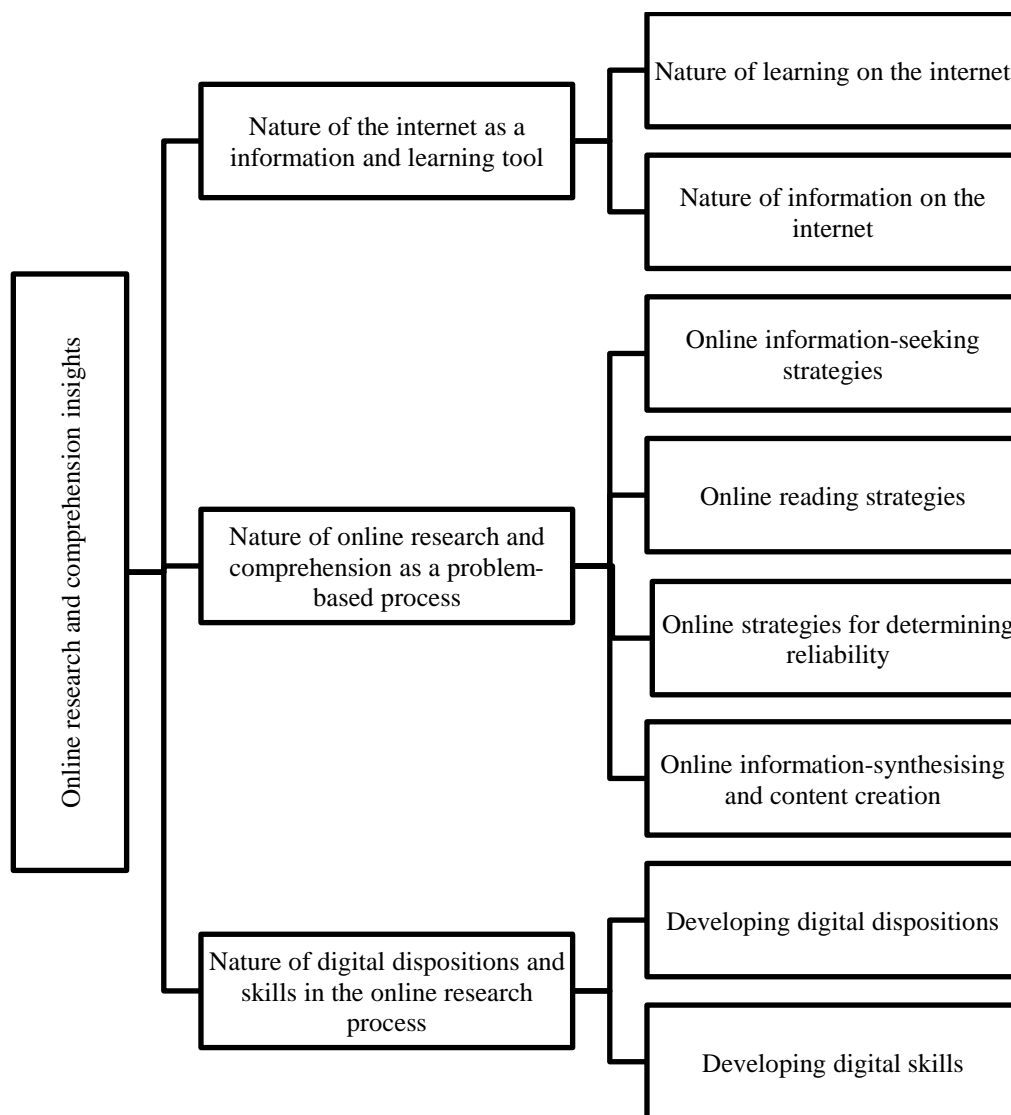 Online research and comprehension insights
Nature of the internet as a
information and learning tool
Nature of learning on the internet
Nature of information on the
internet
Nature of online research and
comprehension as a problem-
based process
Online information-seeking
strategies
Online reading strategies
Online strategies for determining
reliability
Online information-synthesising
and content creation
Nature of digital dispositions and
skills in the online research
process
Developing digital dispositions
Developing digital skills